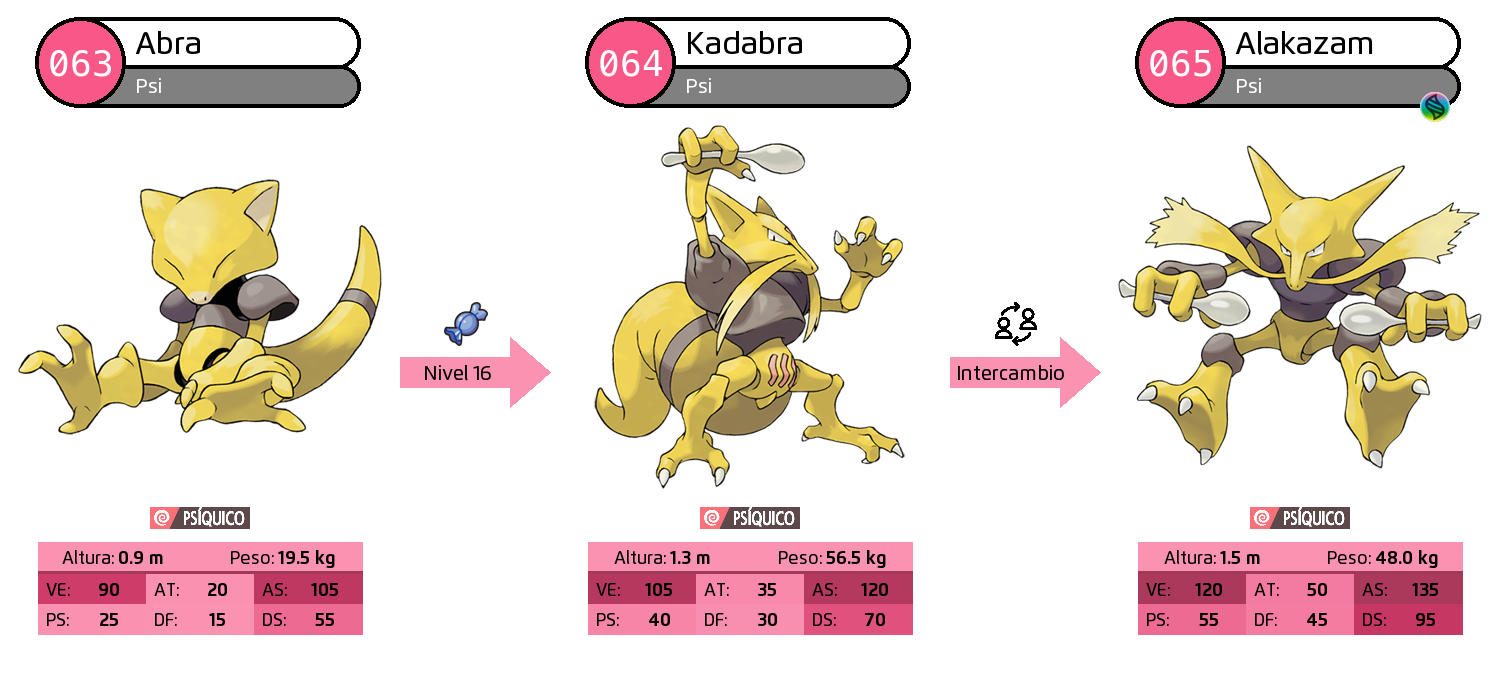 063
Abra
Psi
064
Kadabra
Psi
065
Alakazam
Psi
Nivel 16
Intercambio
PSÍQUICO
Altura: 0.9 m Peso: 19.5 kg
VE: 90 AT: 20 AS: 105
PS: 25 DF: 15 DS: 55
PSÍQUICO
Altura: 1.3 m Peso: 56.5 kg
VE: 105 AT: 35 AS: 120
PS: 40 DF: 30 DS: 70
PSÍQUICO
Altura: 1.5 m Peso: 48.0 kg
VE: 120 AT: 50 AS: 135
PS: 55 DF: 45 DS: 95